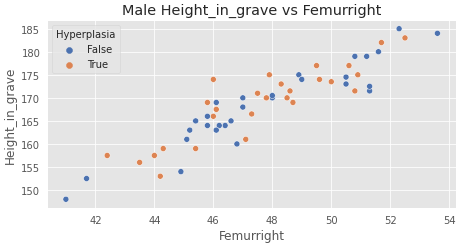 Male Height_in_grave vs Femurright
Height_in_grave
185
180
175
170
165
160
155
150
Hyperplasia
False
True
42 44 46 48 50 52 54
Femurright